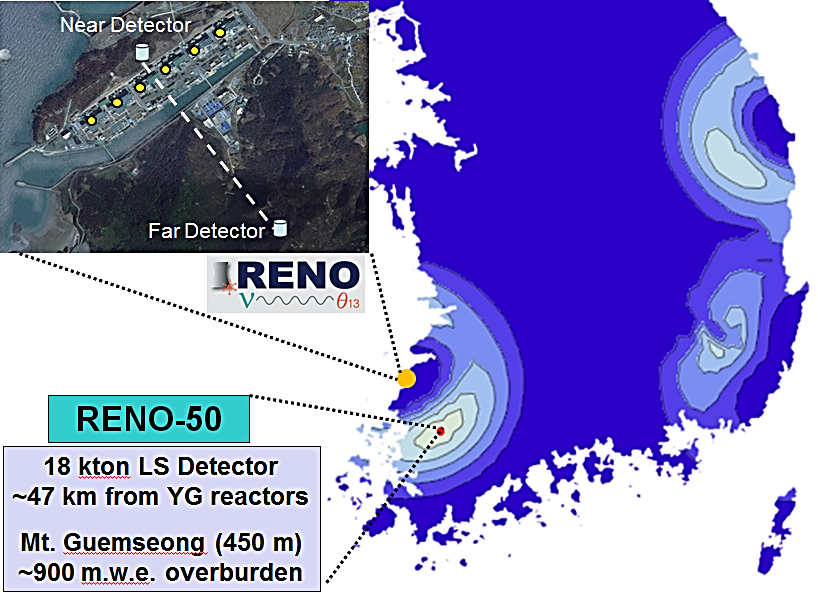 Near Detector
Far Detector
RENO
ν θ13
RENO-50
18 kton LS Detector
~47 km from YG reactors
Mt. Guemseong (450 m)
~900 m.w.e. overburden